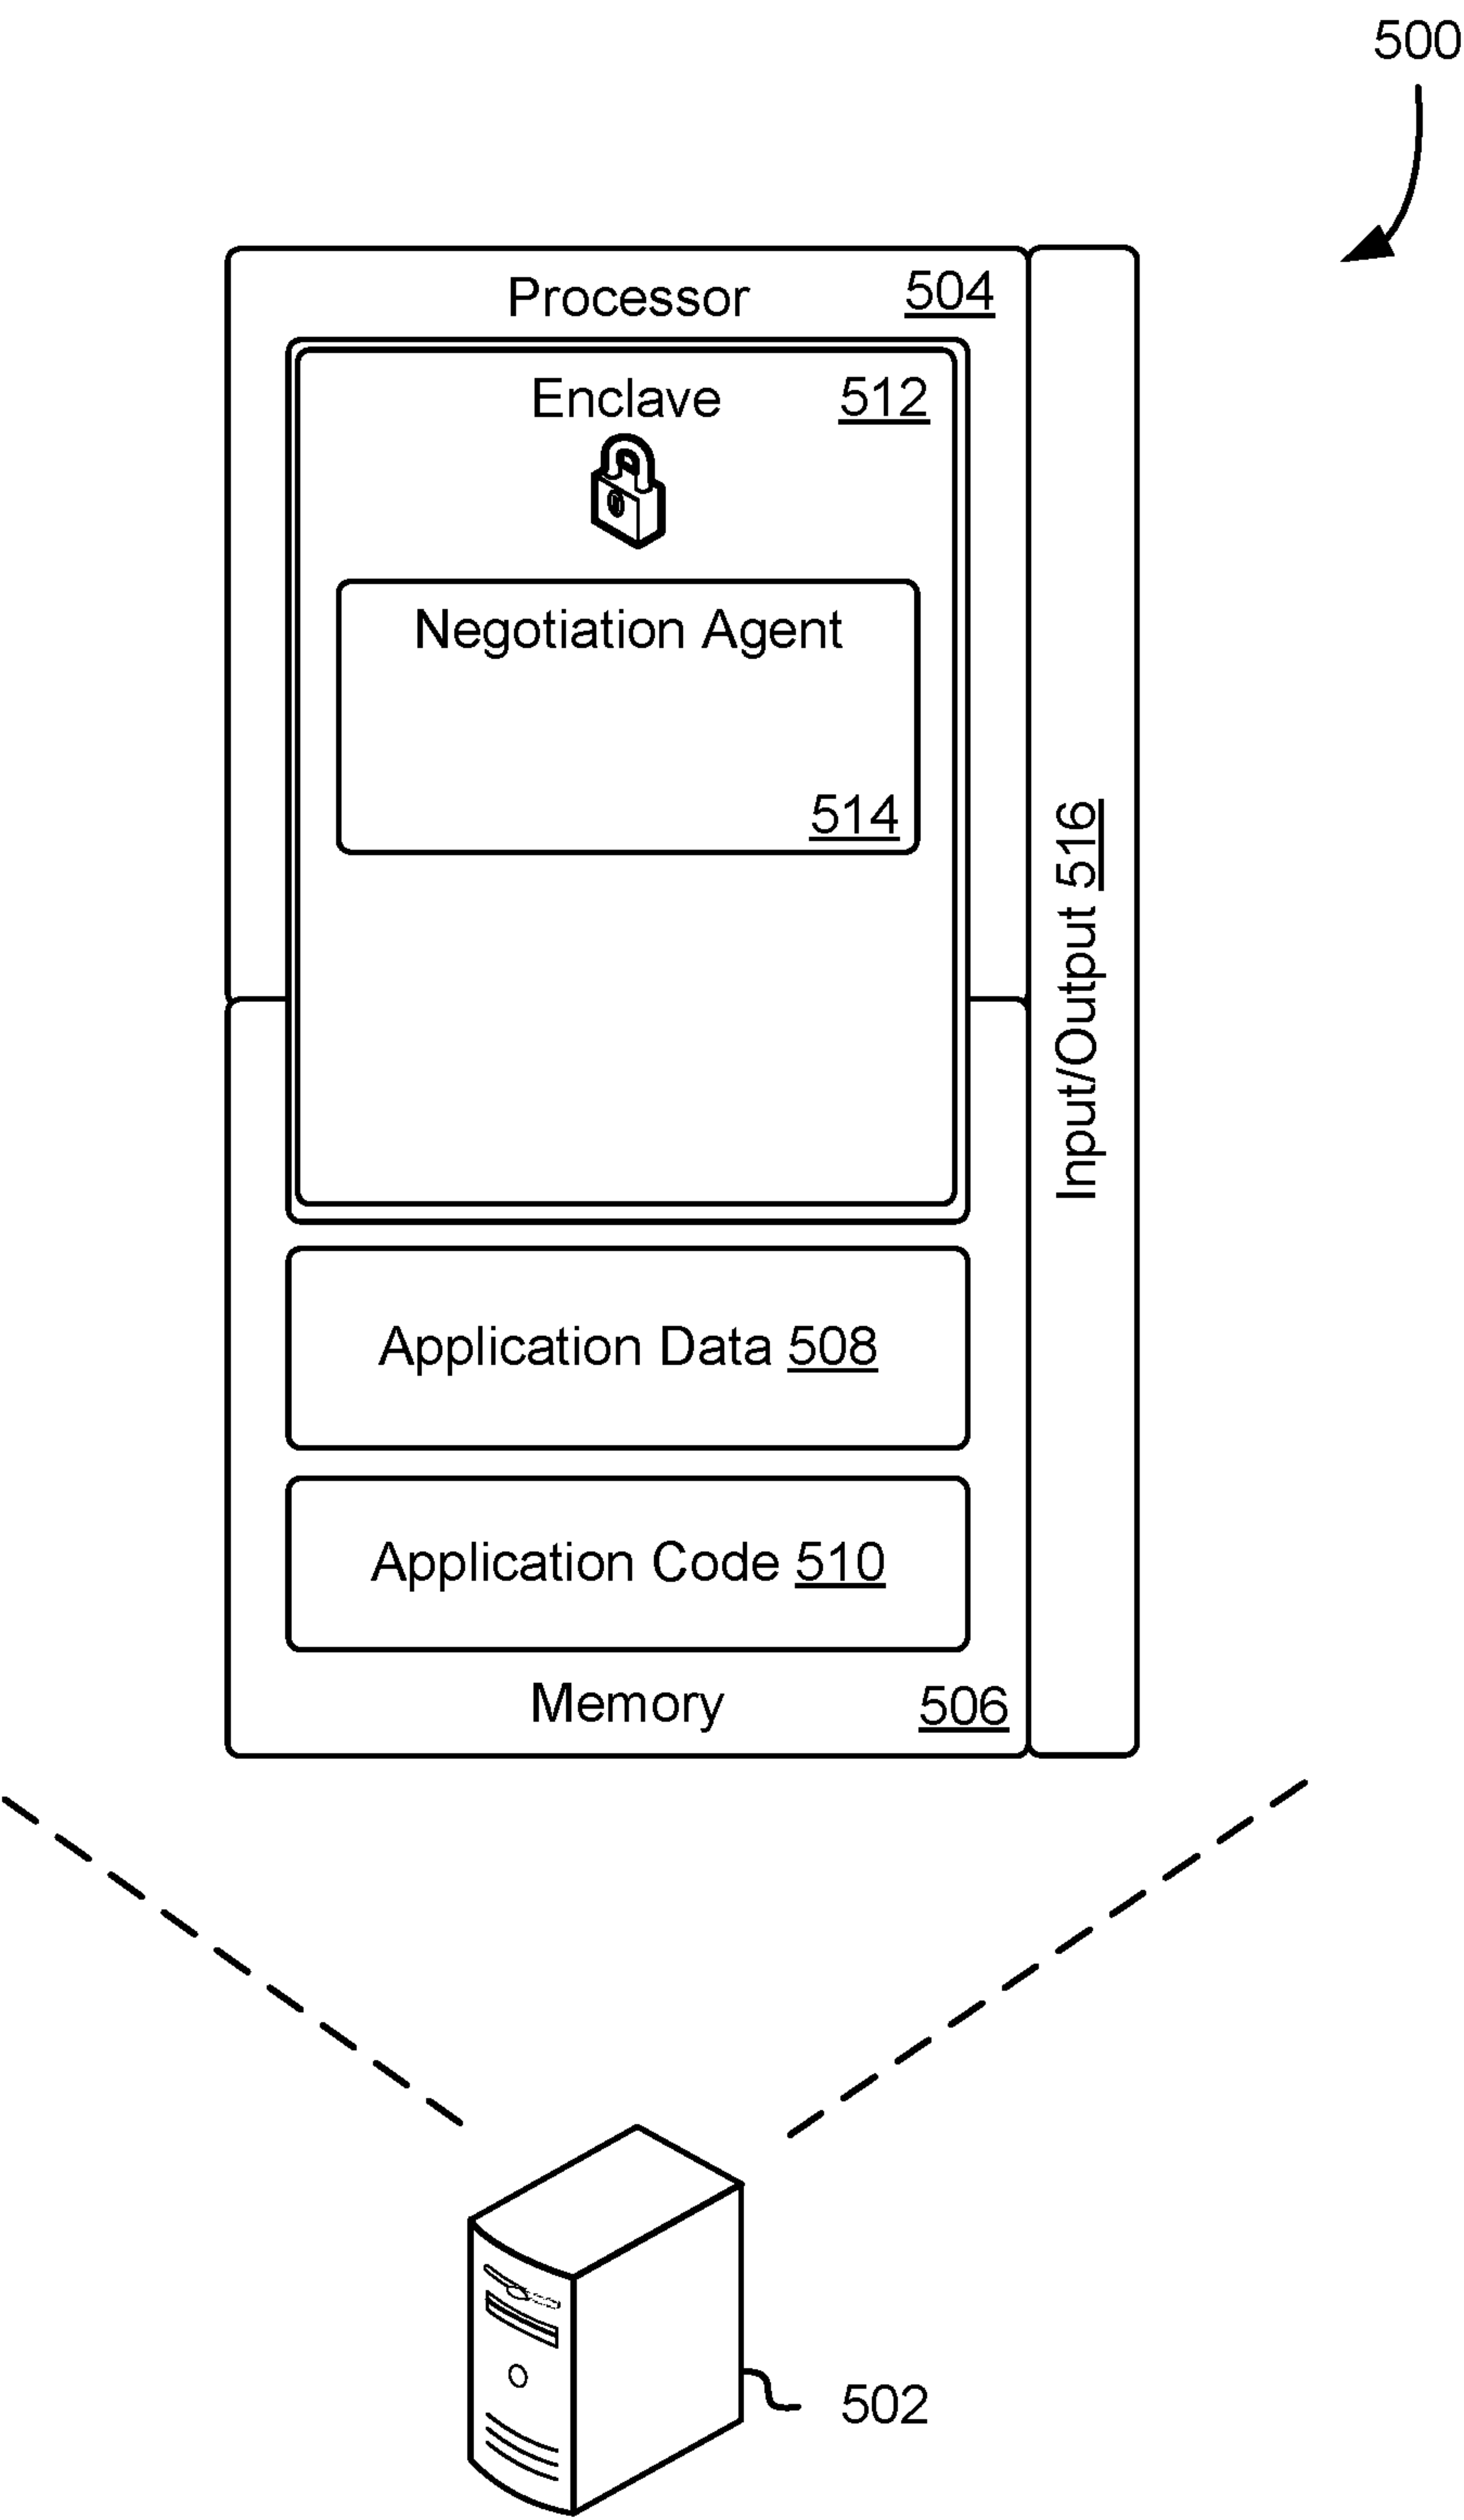 500
Processor 504
Enclave 512
Negotiation Agent
514
Input/Output 516
Application Data 508
Application Code 510
Memory 506
502